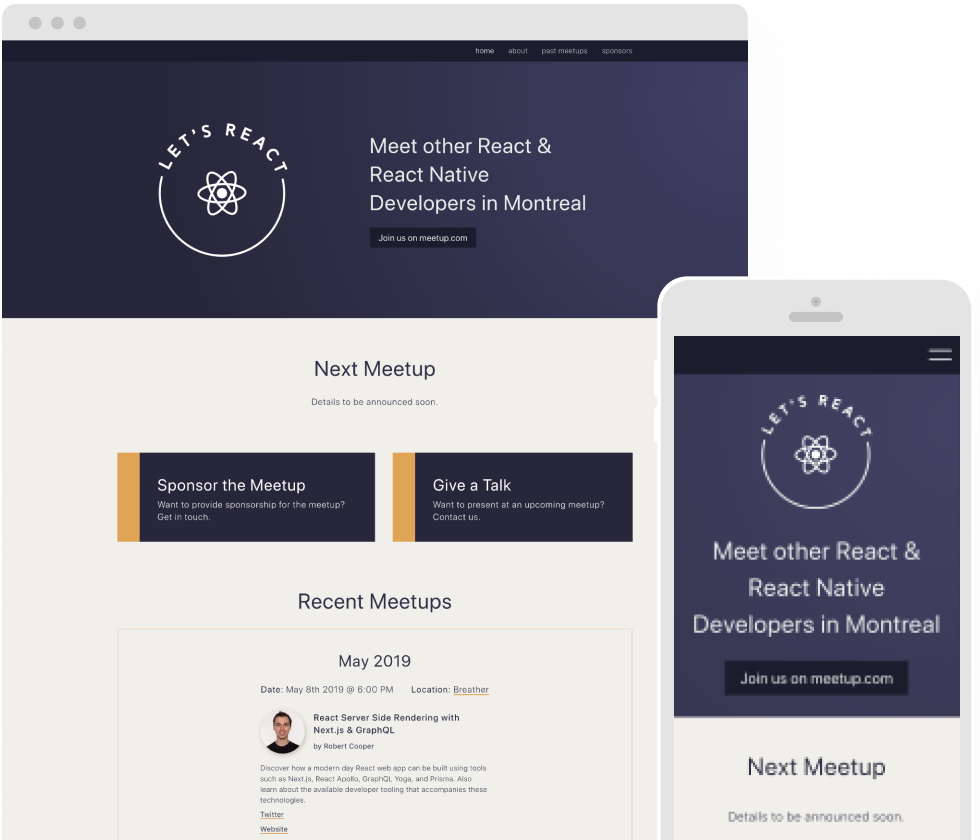 home about past meetups sponsors
LET'S REACT
Meet other React &
React Native
Developers in Montreal
Join us on meetup.com
Next Meetup
Details to be announced soon.
Sponsor the Meetup
Want to provide sponsorship for the meetup?
Get in touch.
Give a Talk
Want to present at an upcoming meetup?
Contact us.
Recent Meetups
May 2019
Date: May 8th 2019 @ 6:00 PM Location: Breather
React Server Side Rendering with
Next.js & GraphQL
by Robert Cooper
Discover how a modern day React web app can be built using tools
such as Next.js, React Apollo, GraphQL Yoga, and Prisma. Also
learn about the available developer tooling that accompanies these
technologies.
Twitter
Website
LET'S REACT
Meet other React &
React Native
Developers in Montreal
Join us on meetup.com
Next Meetup
Details to be announced soon.